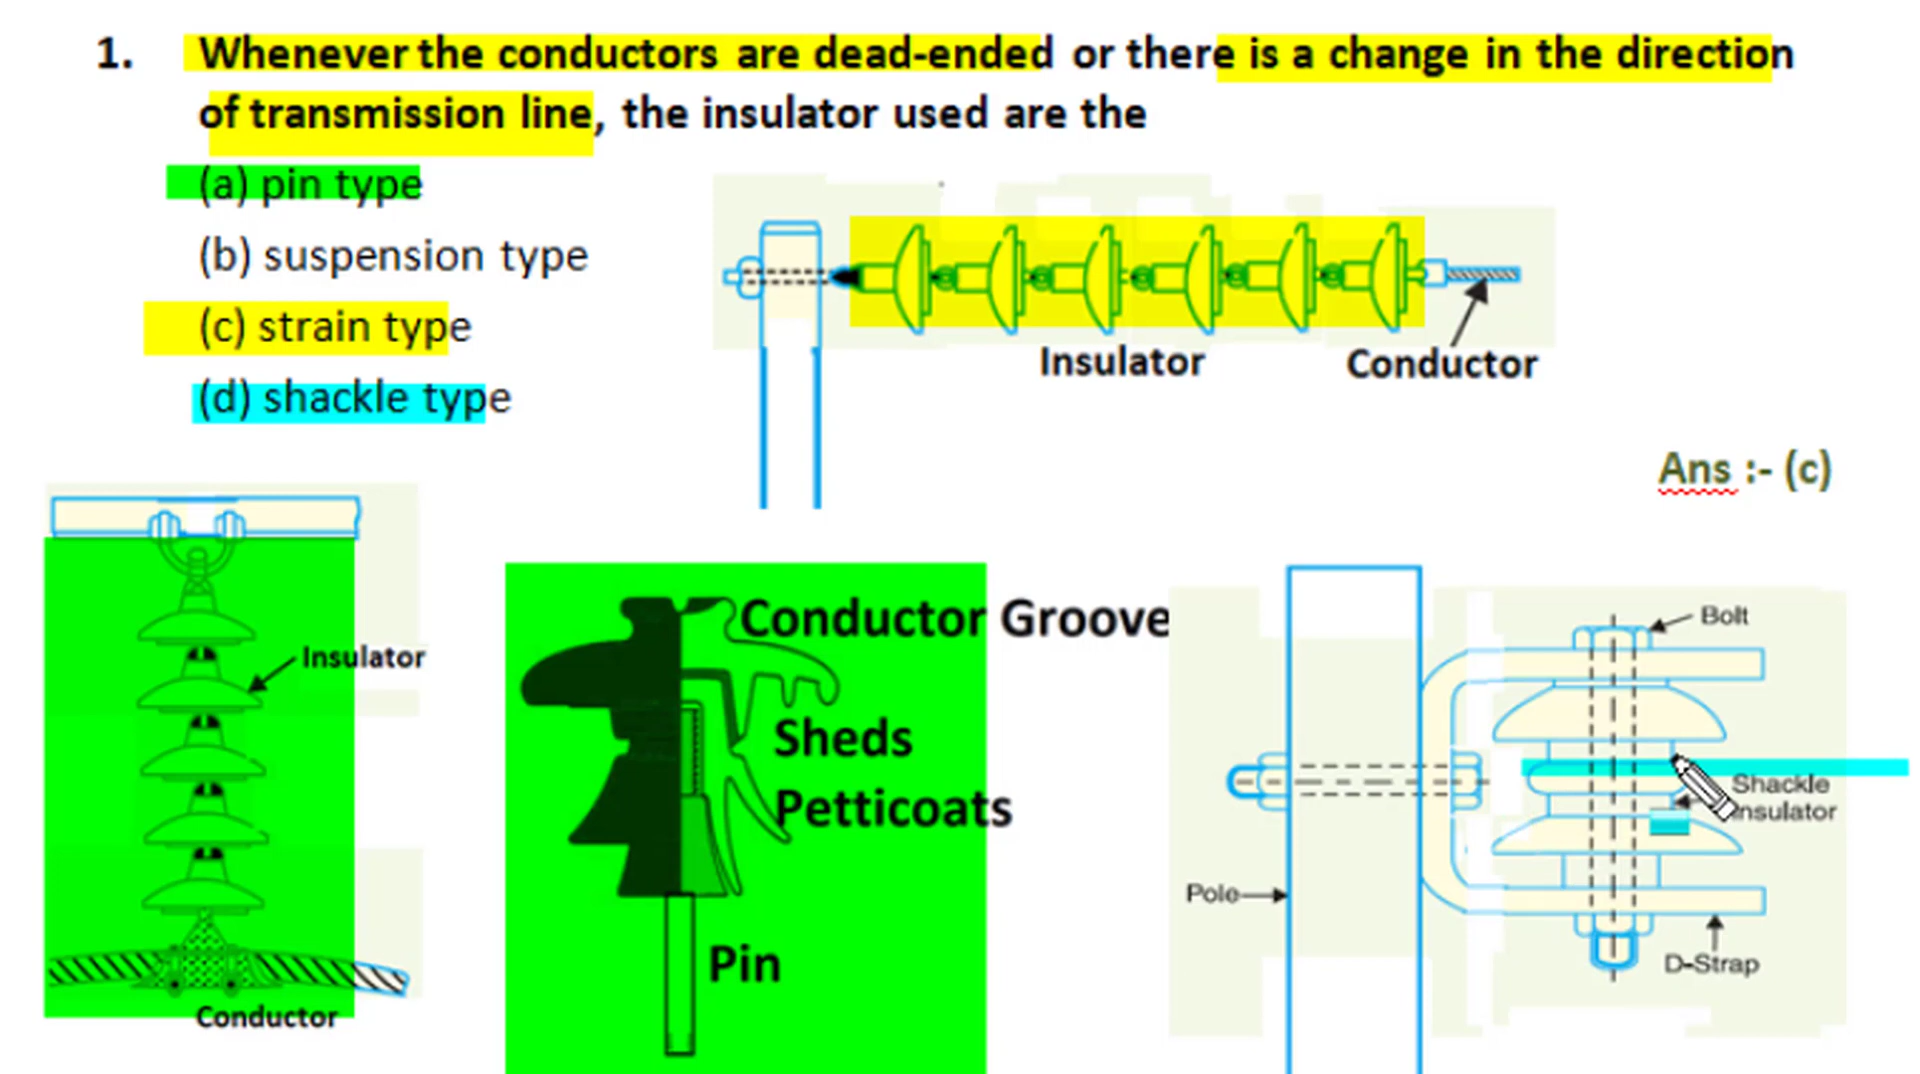 1. Whenever the conductors are dead-ended or there is a change in the direction
of transmission line, the insulator used are the
(a) pin type
(b) suspension type
(c) strain type
(d) shackle type
Insulator
Conductor
Ans :- (c)
Insulator
Conductor
Conductor Groove
Sheds
Petticoats
Pin
Bolt
Shackle
Insulator
Pole
D-Strap